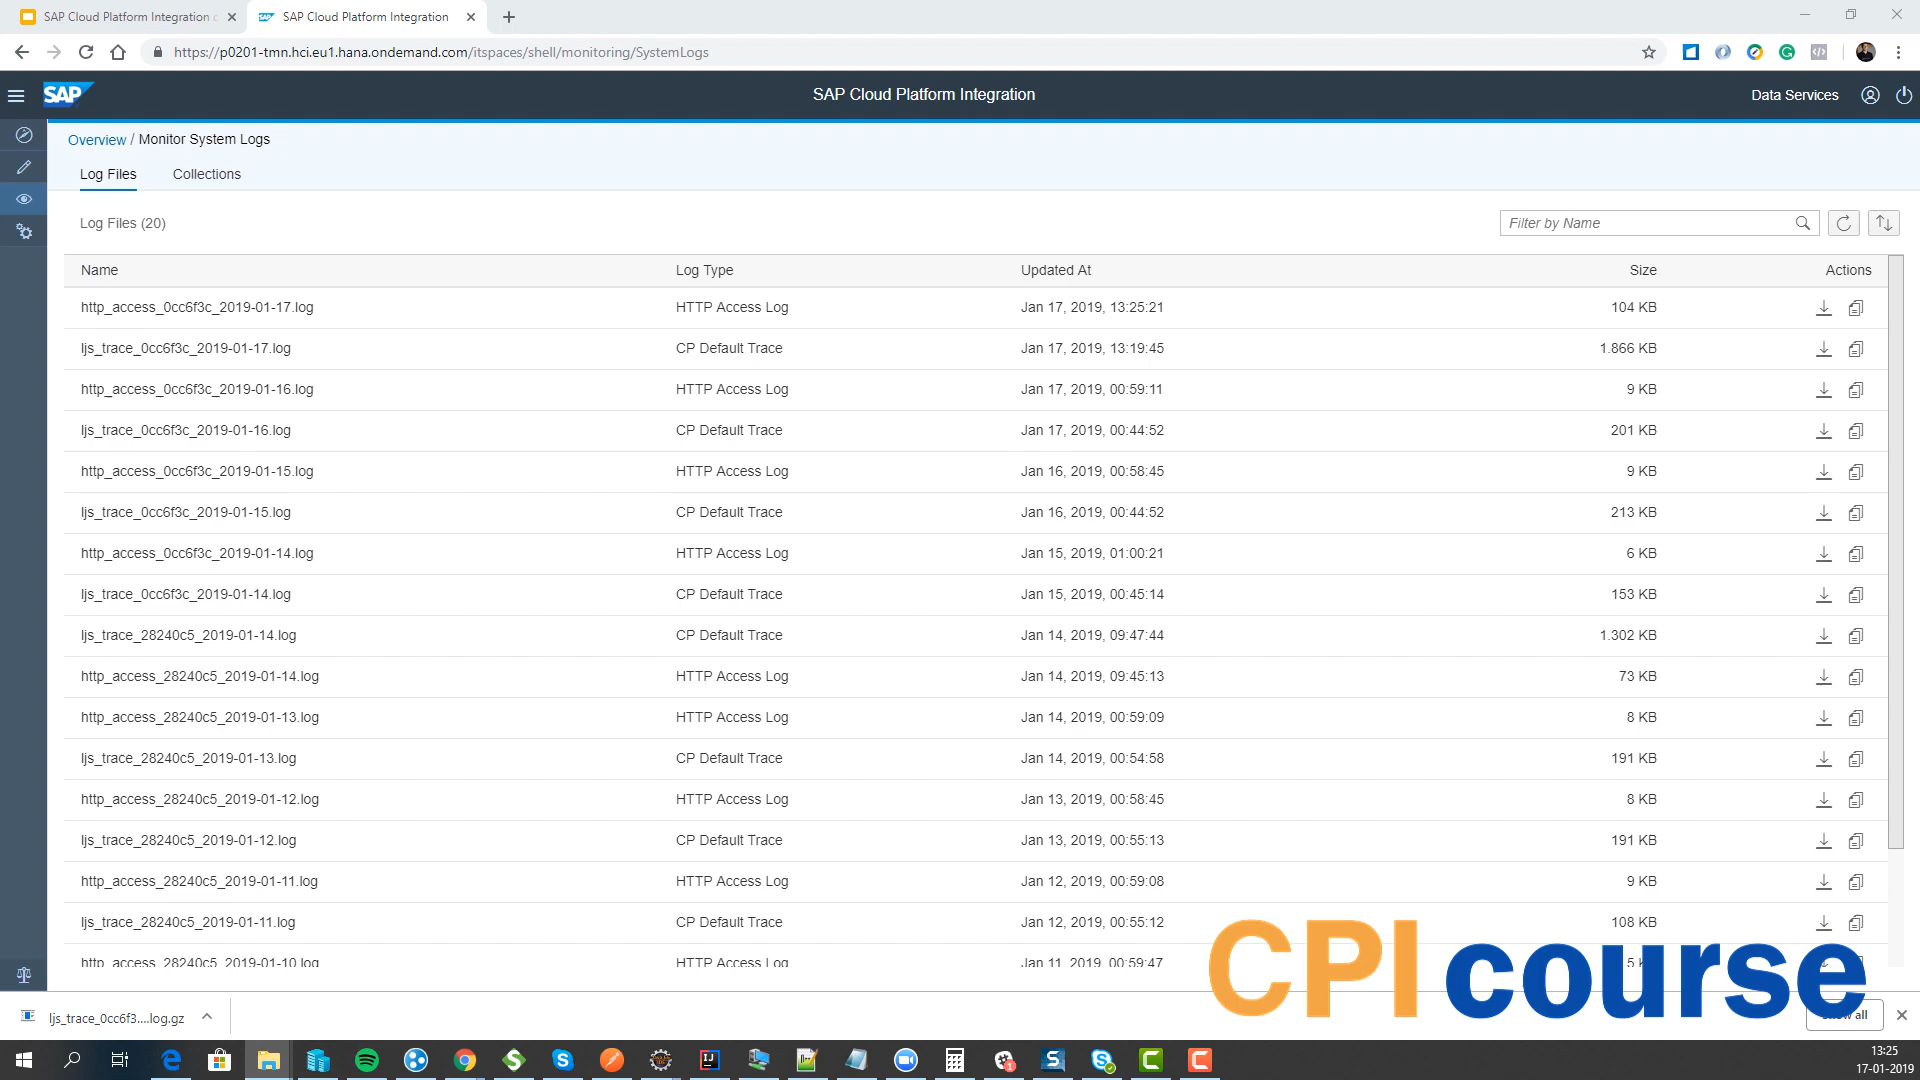 SAP Cloud Platform Integration
SAP Cloud Platform Integration
https://p0201-tmn.hci.eu1.hana.ondemand.com/itspaces/shell/monitoring/SystemLogs
SAP
SAP Cloud Platform Integration
Data Services
Overview / Monitor System Logs
Log Files Collections
Log Files (20)
Filter by Name
Name Log Type Updated At Size Actions
http_access_0cc6f3c_2019-01-17.log HTTP Access Log Jan 17, 2019, 13:25:21 104 KB
ljs_trace_0cc6f3c_2019-01-17.log CP Default Trace Jan 17, 2019, 13:19:45 1.866 KB
http_access_0cc6f3c_2019-01-16.log HTTP Access Log Jan 17, 2019, 00:59:11 9 KB
ljs_trace_0cc6f3c_2019-01-16.log CP Default Trace Jan 17, 2019, 00:44:52 201 KB
http_access_0cc6f3c_2019-01-15.log HTTP Access Log Jan 16, 2019, 00:58:45 9 KB
ljs_trace_0cc6f3c_2019-01-15.log CP Default Trace Jan 16, 2019, 00:44:52 213 KB
http_access_0cc6f3c_2019-01-14.log HTTP Access Log Jan 15, 2019, 01:00:21 6 KB
ljs_trace_0cc6f3c_2019-01-14.log CP Default Trace Jan 15, 2019, 00:45:14 153 KB
ljs_trace_28240c5_2019-01-14.log CP Default Trace Jan 14, 2019, 09:47:44 1.302 KB
http_access_28240c5_2019-01-14.log HTTP Access Log Jan 14, 2019, 09:45:13 73 KB
http_access_28240c5_2019-01-13.log HTTP Access Log Jan 14, 2019, 00:59:09 8 KB
ljs_trace_28240c5_2019-01-13.log CP Default Trace Jan 14, 2019, 00:54:58 191 KB
http_access_28240c5_2019-01-12.log HTTP Access Log Jan 13, 2019, 00:58:45 8 KB
ljs_trace_28240c5_2019-01-12.log CP Default Trace Jan 13, 2019, 00:55:13 191 KB
http_access_28240c5_2019-01-11.log HTTP Access Log Jan 12, 2019, 00:59:08 9 KB
ljs_trace_28240c5_2019-01-11.log CP Default Trace Jan 12, 2019, 00:55:12 108 KB
http_access_28240c5_2019-01-10.log HTTP Access Log Jan 11, 2019, 00:59:47
CPI course
ljs_trace_0cc6f3....log.gz
all
13:25
17-01-2019